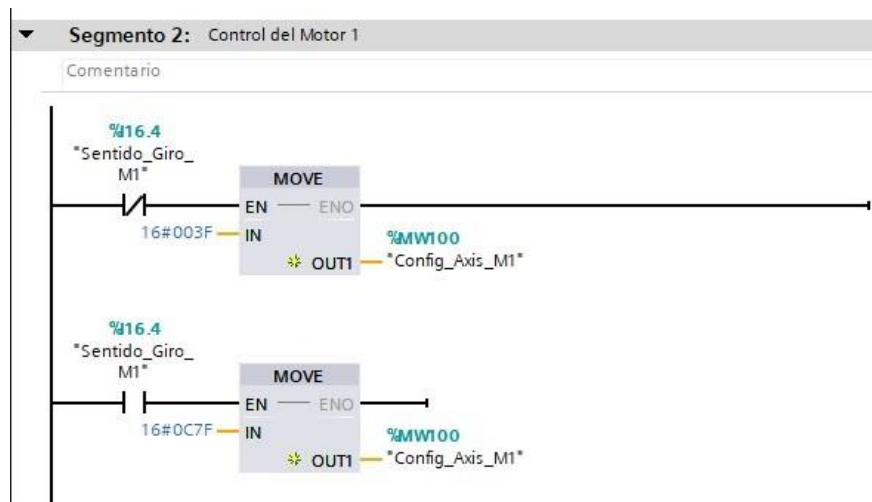 Segmento 2: Control del Motor 1
Comentario
%I16.4
"Sentido_Giro_
M1"
MOVE
EN ENO
16#003F IN
%MW100
OUT1 "Config_Axis_M1"
%I16.4
"Sentido_Giro_
M1"
MOVE
EN ENO
16#0C7F IN
%MW100
OUT1 "Config_Axis_M1"